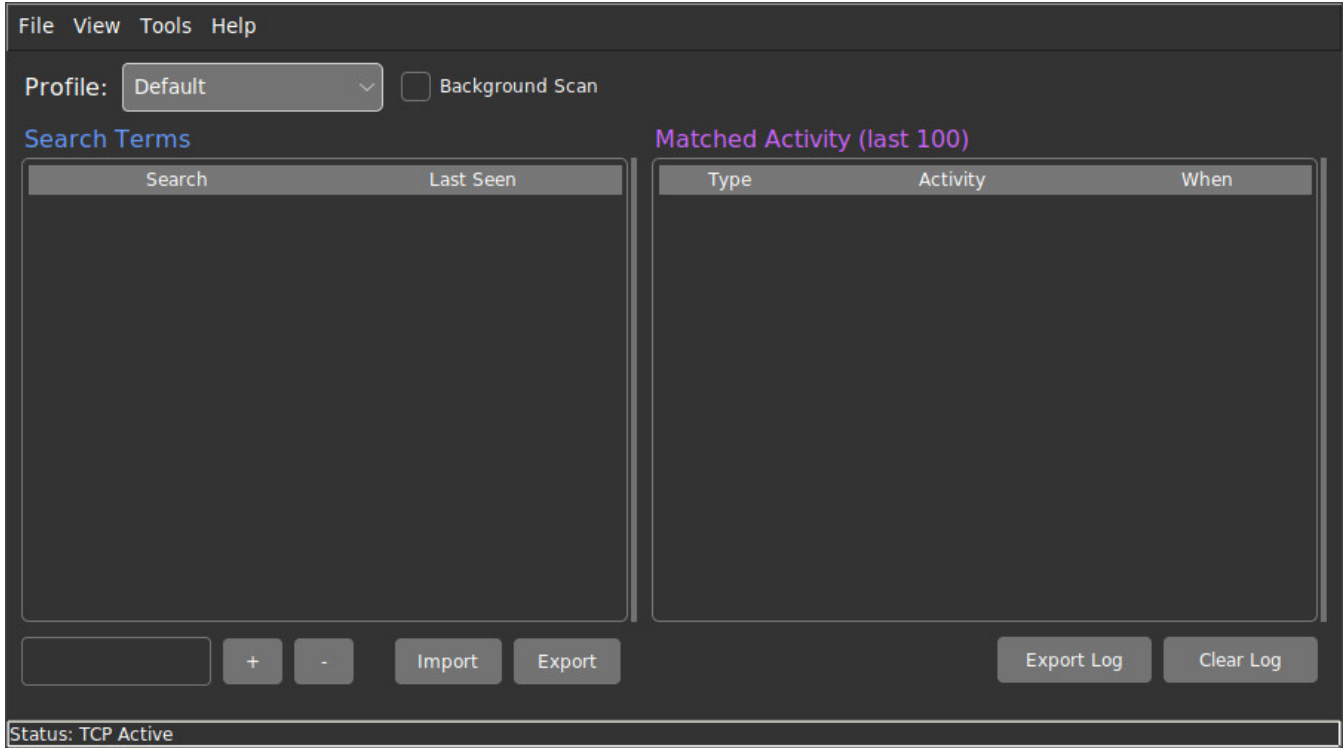 File View Tools Help
Profile: Default Background Scan
Search Terms
Matched Activity (last 100)
Search Last Seen
Type Activity When
+ - Import Export
Export Log Clear Log
Status: TCP Active